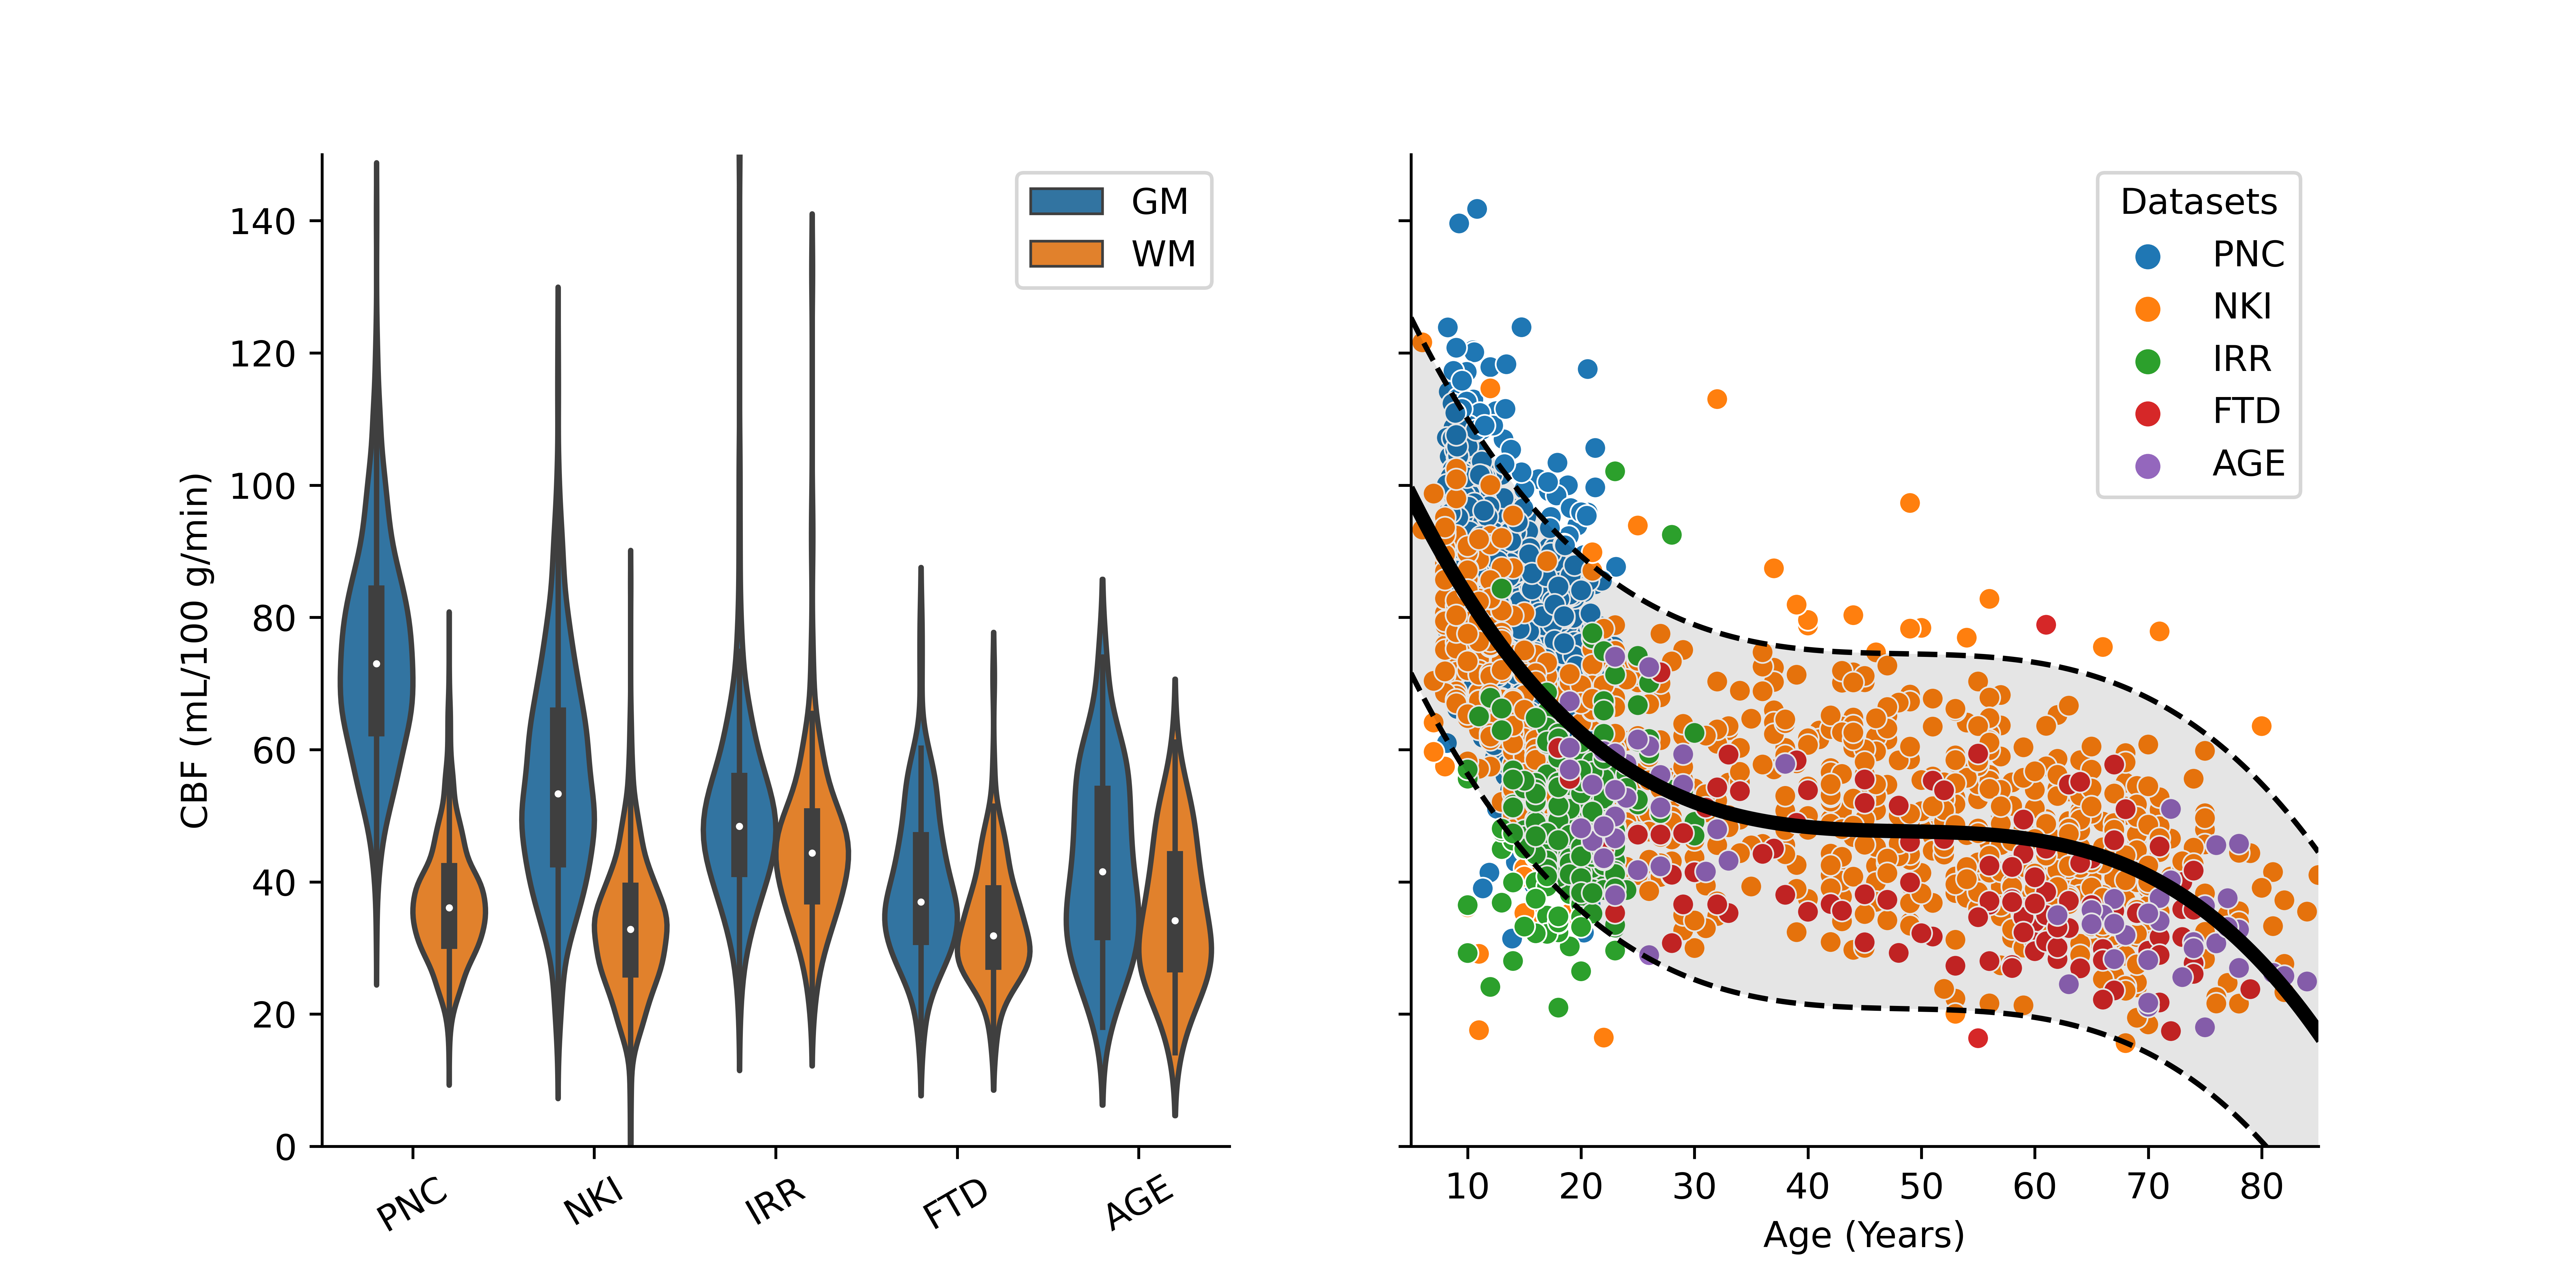 CBF (mL/100 g/min)
140
120
100
80
60
40
20
0
PNC
NKI
IRR
FTD
AGE
GM
WM
Datasets
PNC
NKI
IRR
FTD
AGE
10 20 30 40 50 60 70 80
Age (Years)